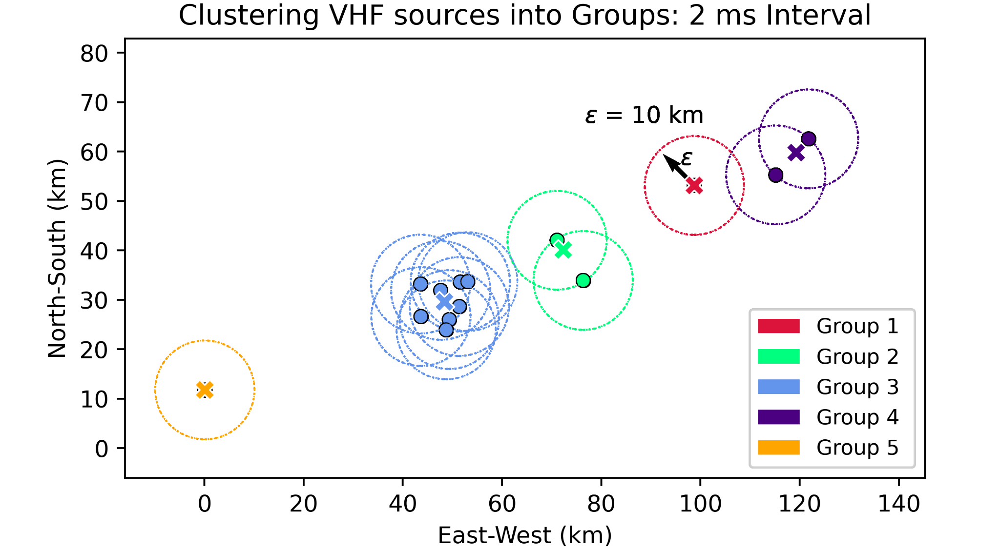 Clustering VHF sources into Groups: 2 ms Interval
80
70
60
50
40
30
20
10
0
North-South (km)
ε = 10 km
ε
Group 1
Group 2
Group 3
Group 4
Group 5
0 20 40 60 80 100 120 140
East-West (km)